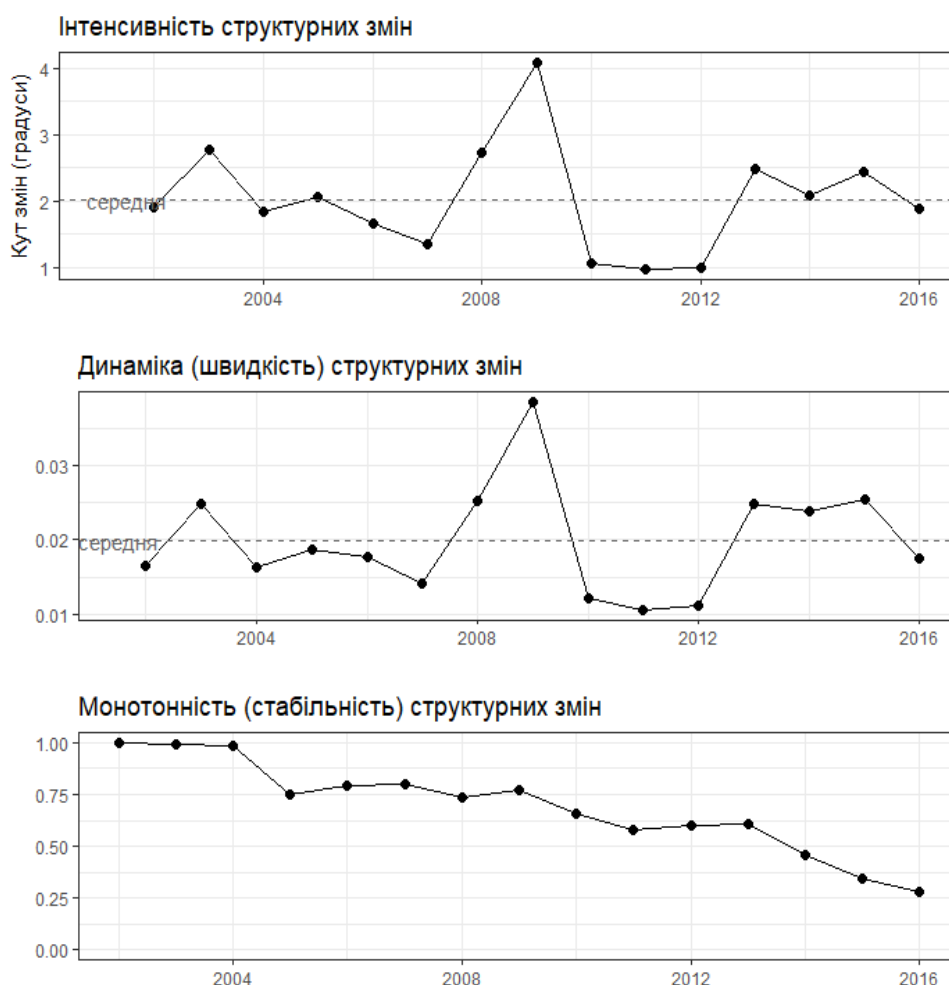 Інтенсивність структурних змін
Кут змін (градуси)
4
3
2
1
середня
2004 2008 2012 2016
Динаміка (швидкість) структурних змін
0.03
0.02
0.01
середня
2004 2008 2012 2016
Монотонність (стабільність) структурних змін
1.00
0.75
0.50
0.25
0.00
2004 2008 2012 2016